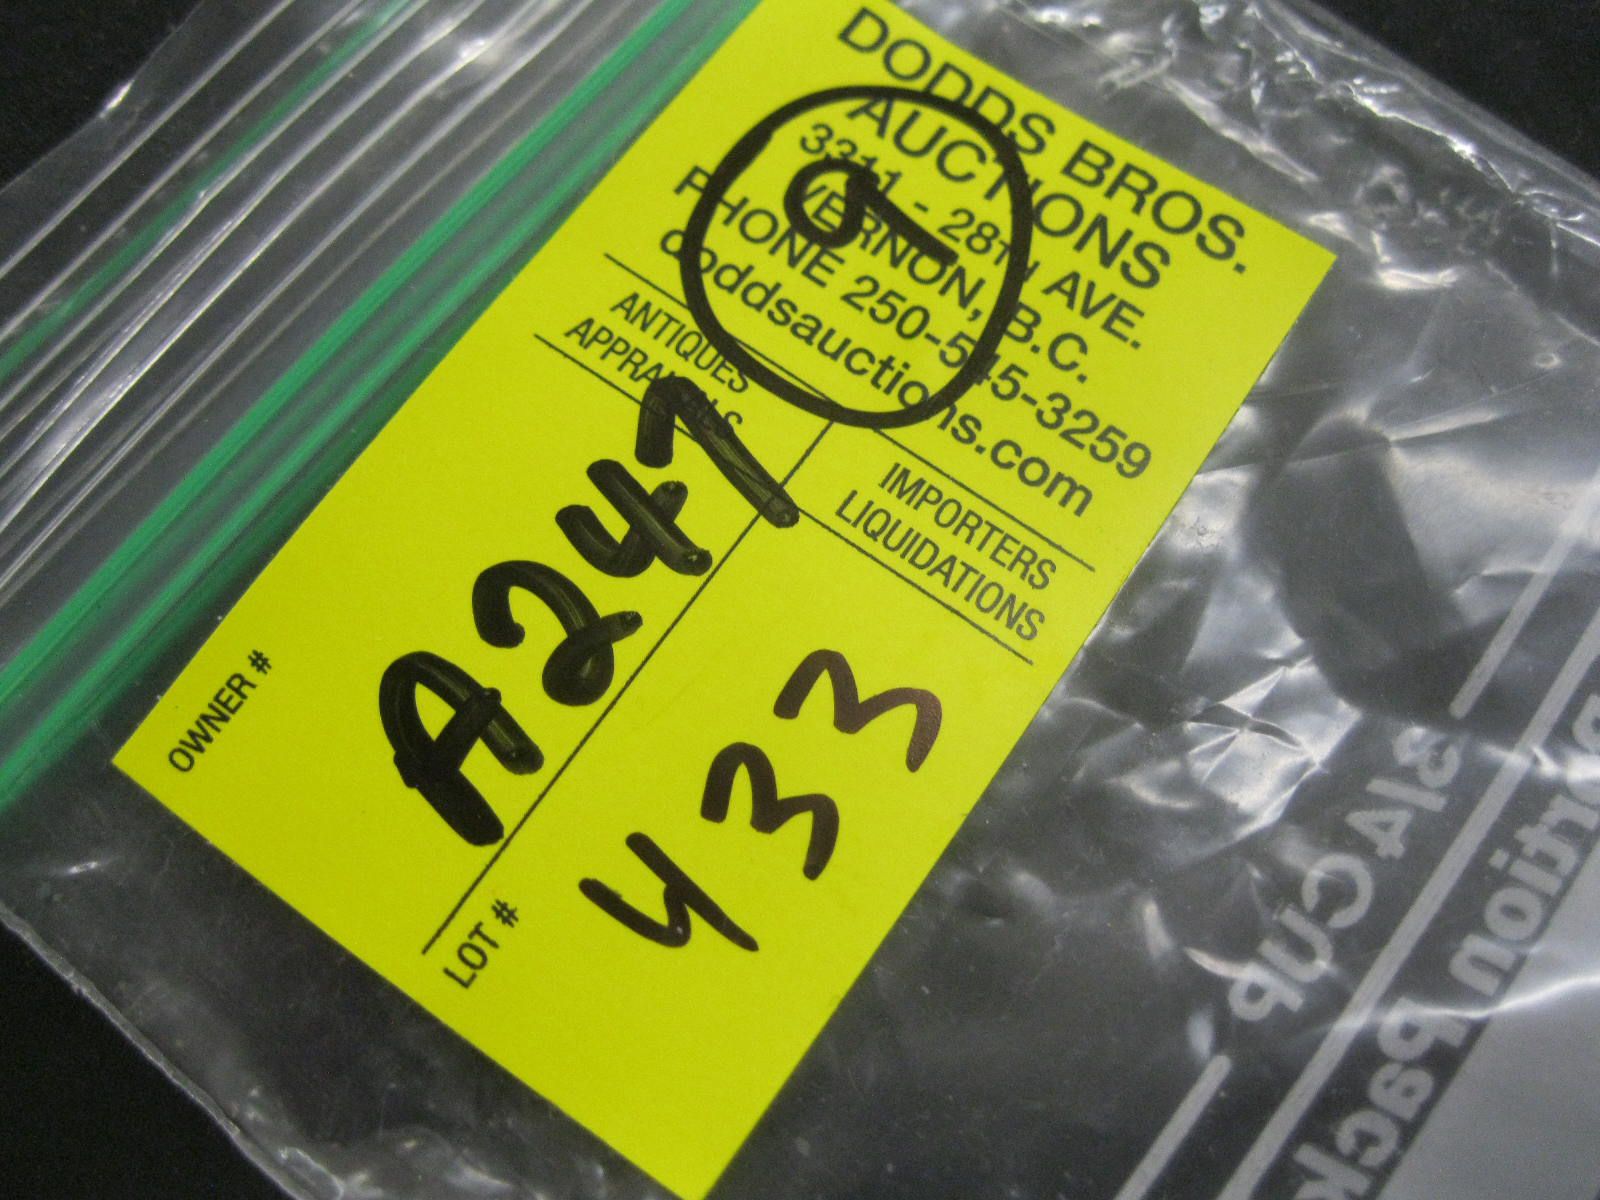 DODDS BROS.
AUCTIONS
3311 - 28TH AVE.
VERNON, B.C.
PHONE 250-545-3259
doddsauctions.com
9
ANTIQUES
APPRAISALS
IMPORTERS
LIQUIDATIONS
OWNER #
A247
LOT #
433
3/4 Cup
Portion Pack